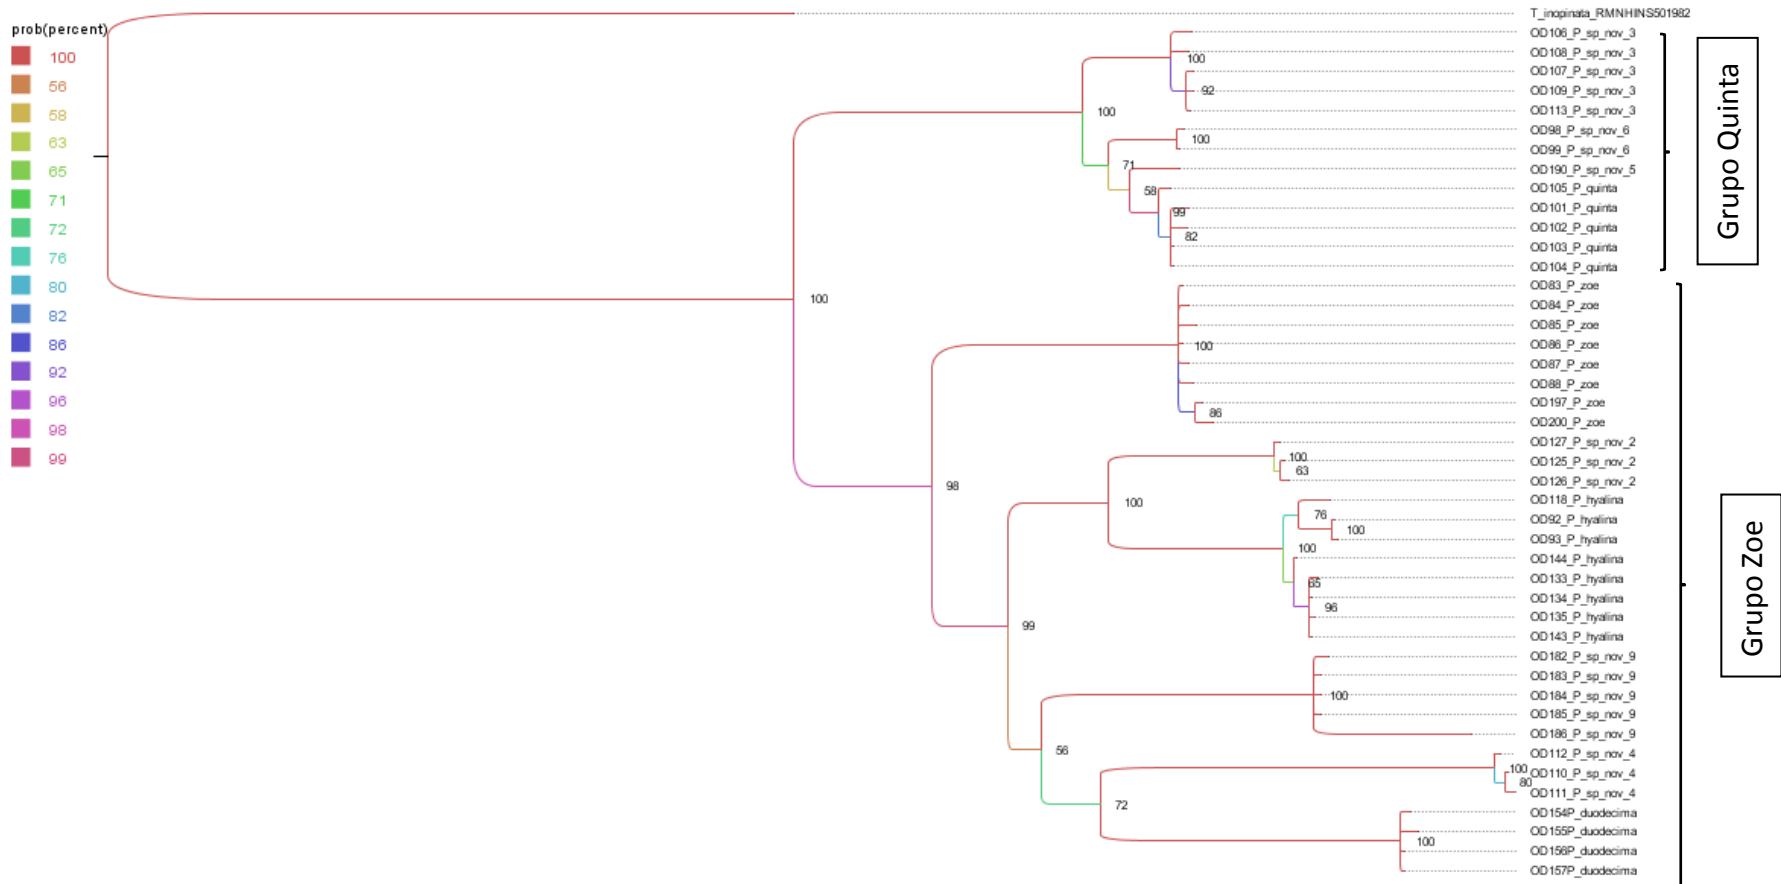 prob(percent)
100
56
58
63
65
71
72
76
80
82
86
92
96
98
99
T_inopinata_RMNHINS501982
OD106_P_sp_nov_3
OD108_P_sp_nov_3
100
OD107_P_sp_nov_3
OD109_P_sp_nov_3
92
OD113_P_sp_nov_3
100
OD98_P_sp_nov_6
100
OD99_P_sp_nov_6
71
OD190_P_sp_nov_5
58
OD105_P_quinta
99
OD101_P_quinta
OD102_P_quinta
82
OD103_P_quinta
OD104_P_quinta
Grupo Quinta
100
OD83_P_zoe
OD84_P_zoe
OD85_P_zoe
OD86_P_zoe
100
OD87_P_zoe
OD88_P_zoe
OD197_P_zoe
86
OD200_P_zoe
98
OD127_P_sp_nov_2
100
OD125_P_sp_nov_2
63
OD126_P_sp_nov_2
100
OD118_P_hyalina
76
OD92_P_hyalina
100
OD93_P_hyalina
100
OD144_P_hyalina
65
OD133_P_hyalina
OD134_P_hyalina
96
OD135_P_hyalina
OD143_P_hyalina
99
OD182_P_sp_nov_9
OD183_P_sp_nov_9
100
OD184_P_sp_nov_9
OD185_P_sp_nov_9
OD186_P_sp_nov_9
56
OD112_P_sp_nov_4
100
OD110_P_sp_nov_4
80
OD111_P_sp_nov_4
72
OD154P_duodecima
OD155P_duodecima
100
OD156P_duodecima
OD157P_duodecima
Grupo Zoe